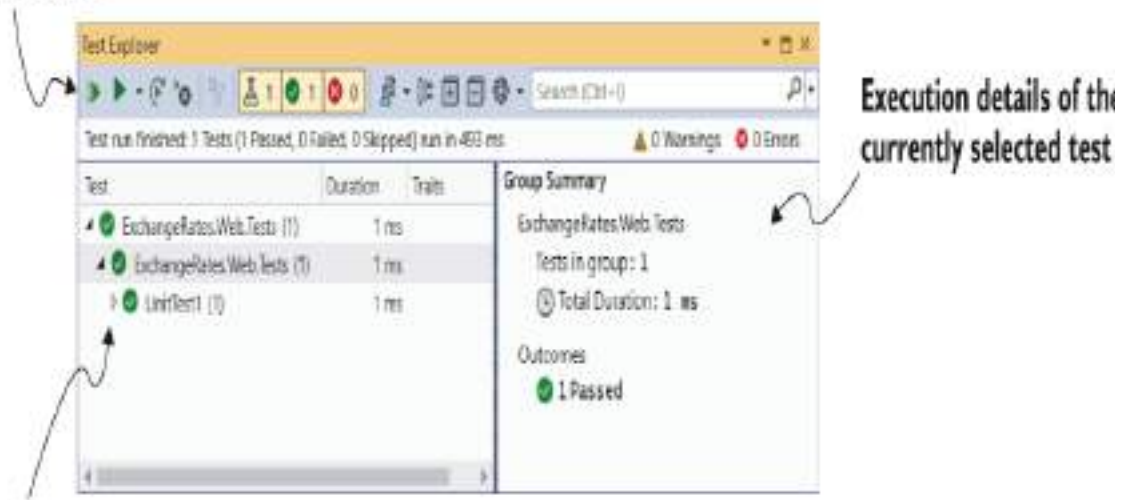 Test Explorer
1 1 0 Search (Ctrl+I)
Test run finished: 1 Tests (1 Passed, 0 Failed, 0 Skipped) run in 493 ms
0 Warnings 0 Errors
Execution details of the
currently selected test
Test Duration Traits
ExchangeRates.Web.Tests (1) 1 ms
ExchangeRates.Web.Tests (1) 1 ms
UnitTest1 (1) 1 ms
Group Summary
ExchangeRates.Web.Tests
Tests in group: 1
Total Duration: 1 ms
Outcomes
1 Passed